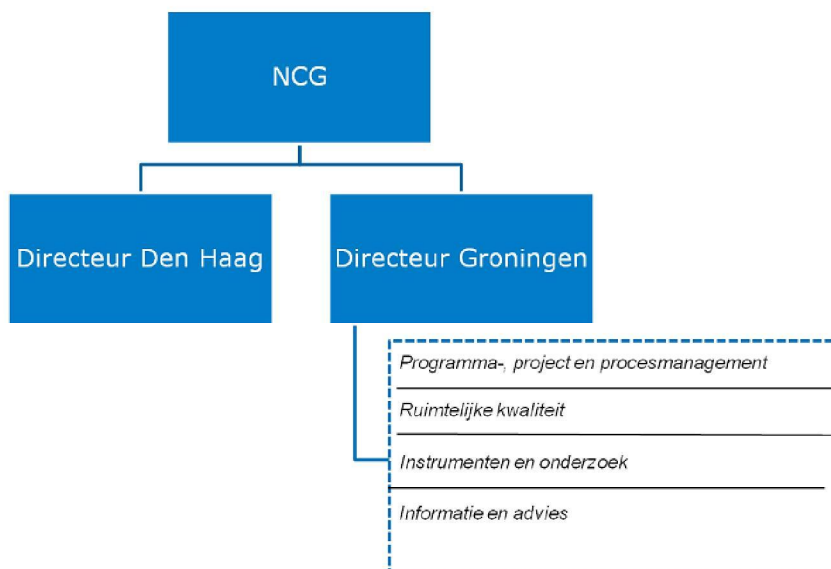 NCG
Directeur Den Haag
Directeur Groningen
Programma-, project en procesmanagement
Ruimtelijke kwaliteit
Instrumenten en onderzoek
Informatie en advies